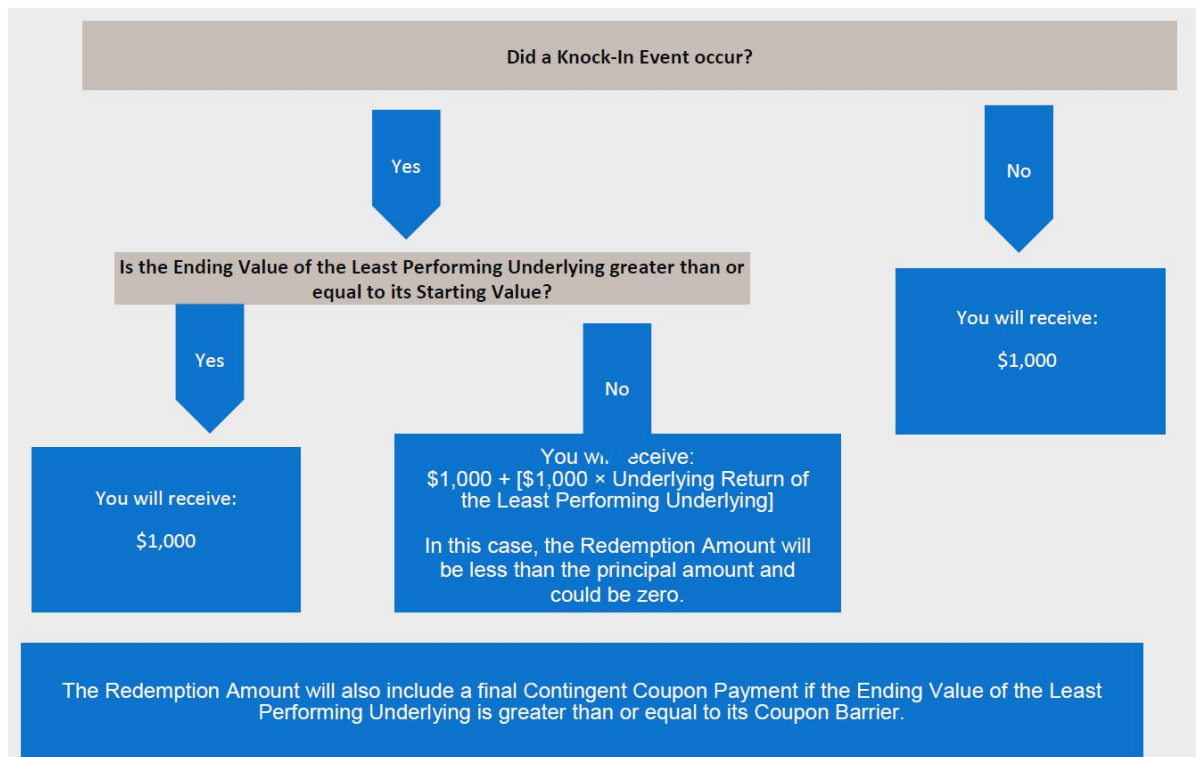 Did a Knock-In Event occur?
Yes
No
Is the Ending Value of the Least Performing Underlying greater than or
equal to its Starting Value?
Yes
No
You will receive:
$1,000
You will receive:
$1,000
You
$1,000 + [$1,000 × Underlying Return of
the Least Performing Underlying]
In this case, the Redemption Amount will
be less than the principal amount and
could be zero.
The Redemption Amount will also include a final Contingent Coupon Payment if the Ending Value of the Least
Performing Underlying is greater than or equal to its Coupon Barrier.